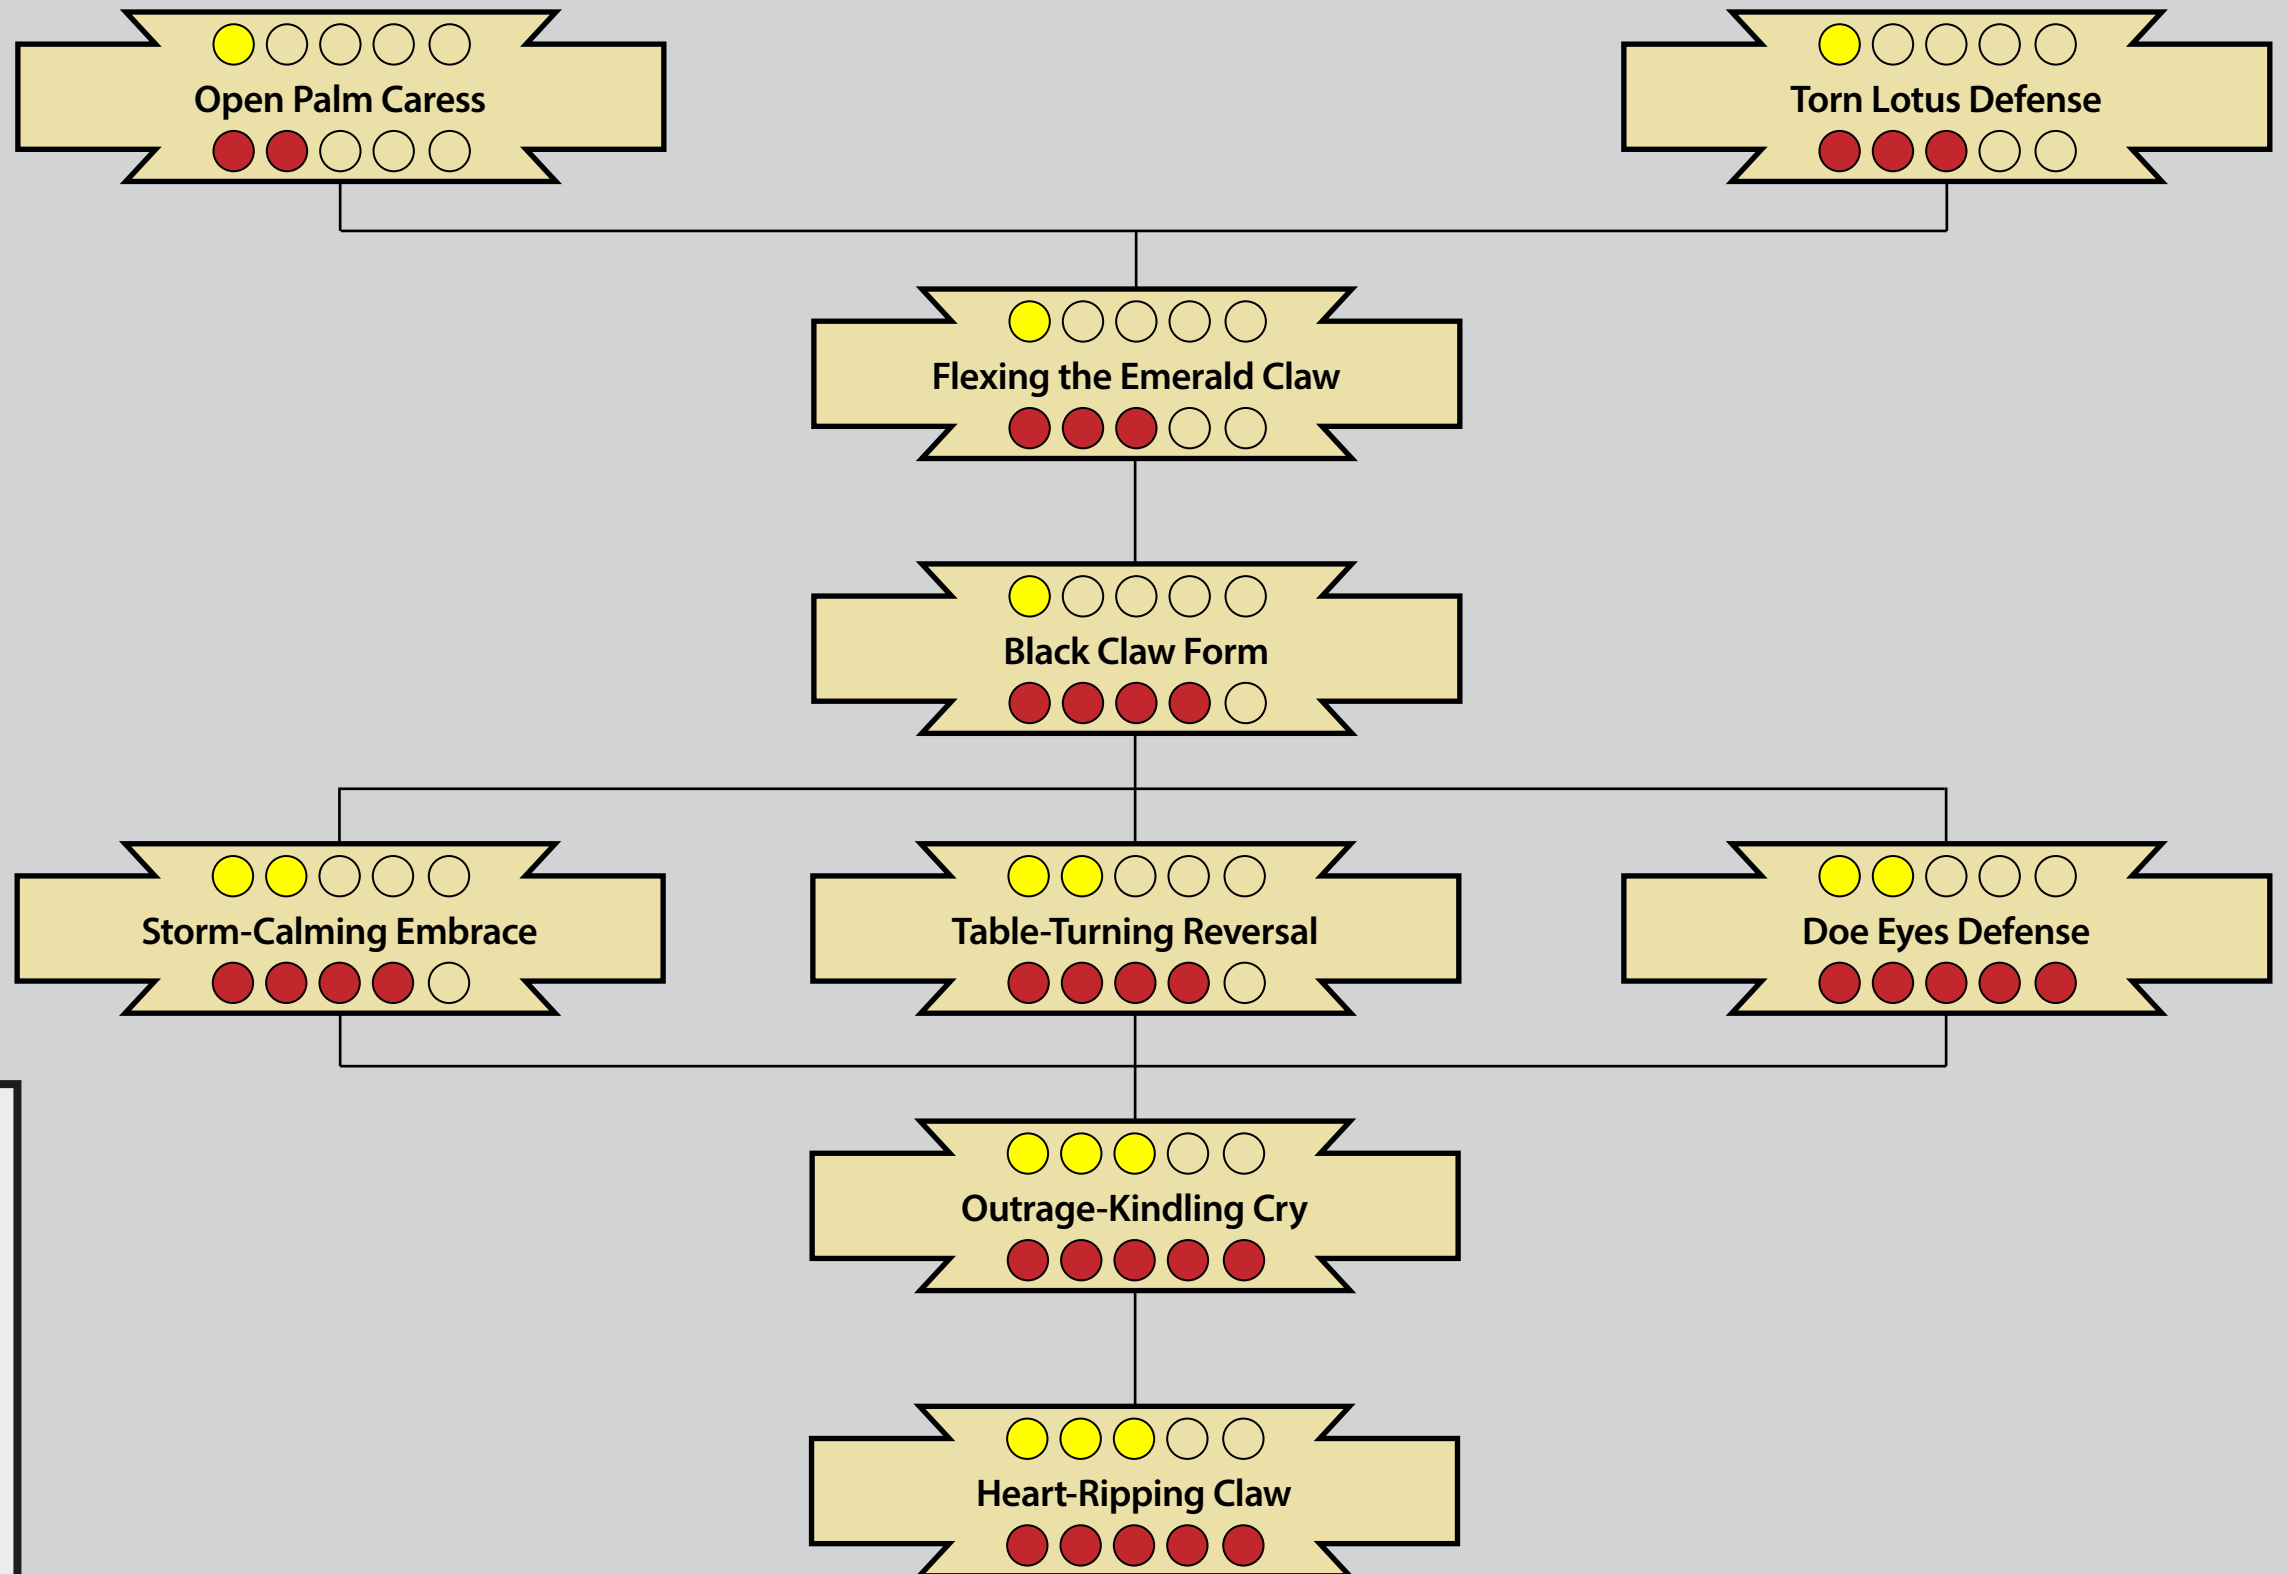 Open Palm Caress
Torn Lotus Defense
Flexing the Emerald Claw
Black Claw Form
Storm-Calming Embrace
Table-Turning Reversal
Doe Eyes Defense
Outrage-Kindling Cry
Heart-Ripping Claw